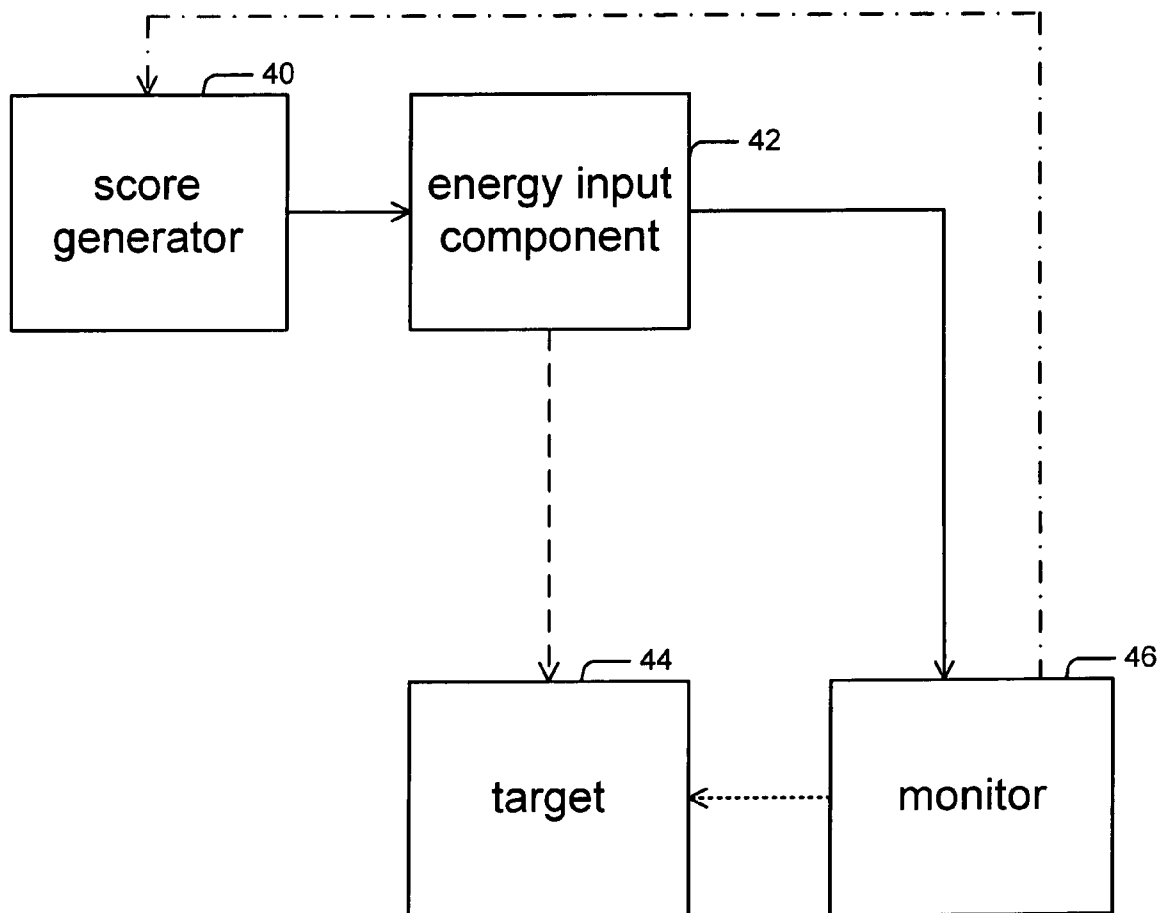 40
score
generator
42
energy input
component
44
target
46
monitor